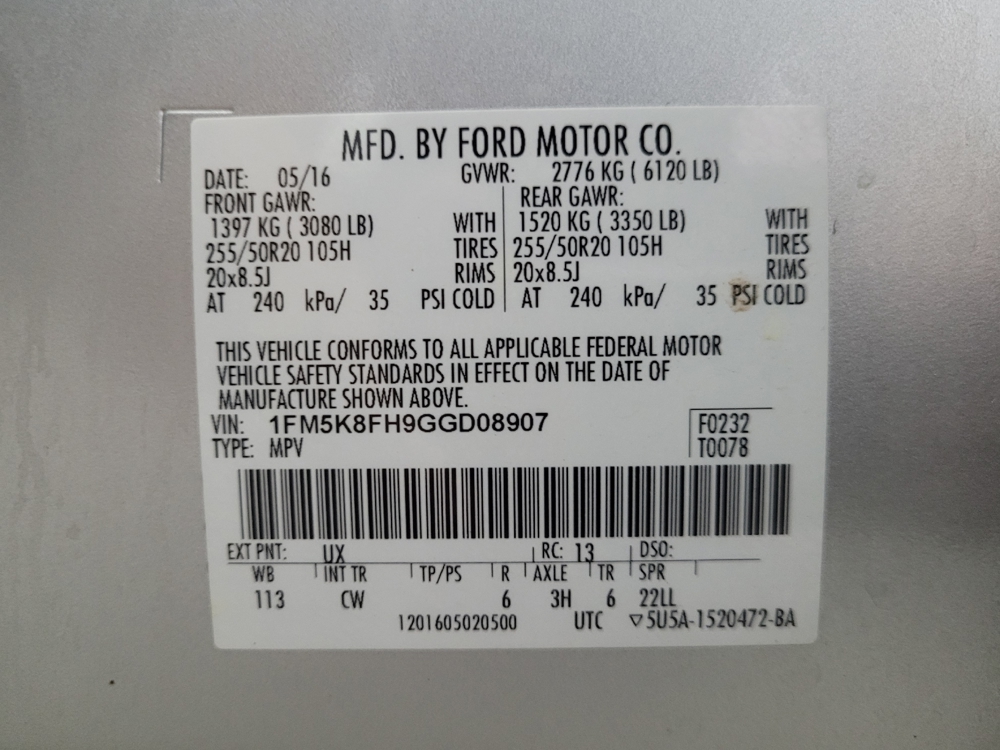 MFD. BY FORD MOTOR CO.
DATE: 05/16 GVWR: 2776 KG ( 6120 LB)
FRONT GAWR: REAR GAWR:
1397 KG ( 3080 LB) WITH 1520 KG ( 3350 LB) WITH
255/50R20 105H TIRES 255/50R20 105H TIRES
20x8.5J RIMS 20x8.5J RIMS
AT 240 kPa/ 35 PSI COLD AT 240 kPa/ 35 PSI COLD
THIS VEHICLE CONFORMS TO ALL APPLICABLE FEDERAL MOTOR
VEHICLE SAFETY STANDARDS IN EFFECT ON THE DATE OF
MANUFACTURE SHOWN ABOVE.
VIN: 1FM5K8FH9GGD08907 F0232
TYPE: MPV T0078
EXT PNT: UX RC: 13 DSO:
WB INT TR TP/PS R AXLE TR SPR
113 CW 6 3H 6 22LL
1201605020500 UTC ▽5U5A-1520472-BA